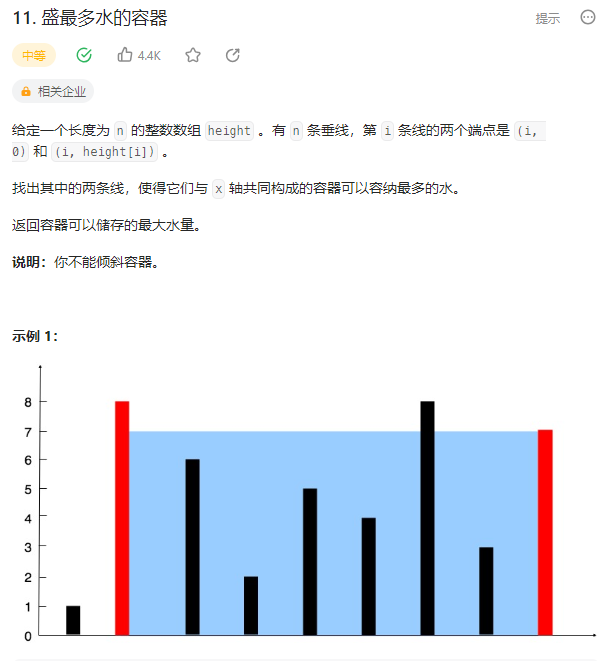 11. 盛最多水的容器
提示
中等
4.4K
相关企业
给定一个长度为 n 的整数数组 height 。有 n 条垂线，第 i 条线的两个端点是 (i,
0) 和 (i, height[i]) 。
找出其中的两条线，使得它们与 x 轴共同构成的容器可以容纳最多的水。
返回容器可以储存的最大水量。
说明：你不能倾斜容器。
示例 1：
8
7
6
5
4
3
2
1
0